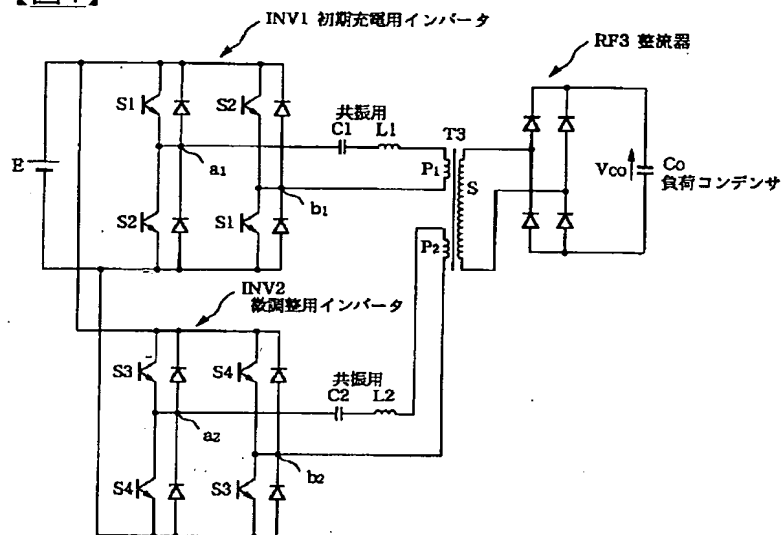 INV1 初期充電用インバータ
RF3 整流器
S1
S2
共振用
C1 L1
T3
E
a1
P1
S
VCO
CO
負荷コンデンサ
S2
S1
b1
P2
INV2
微調整用インバータ
S3
S4
共振用
C2 L2
a2
S4
S3
b2